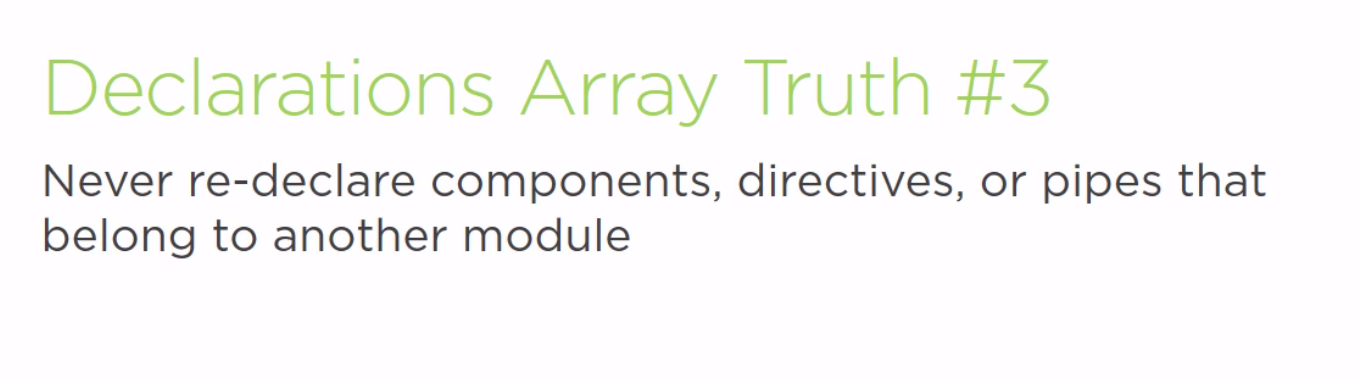 Declarations Array Truth #3
Never re-declare components, directives, or pipes that
belong to another module